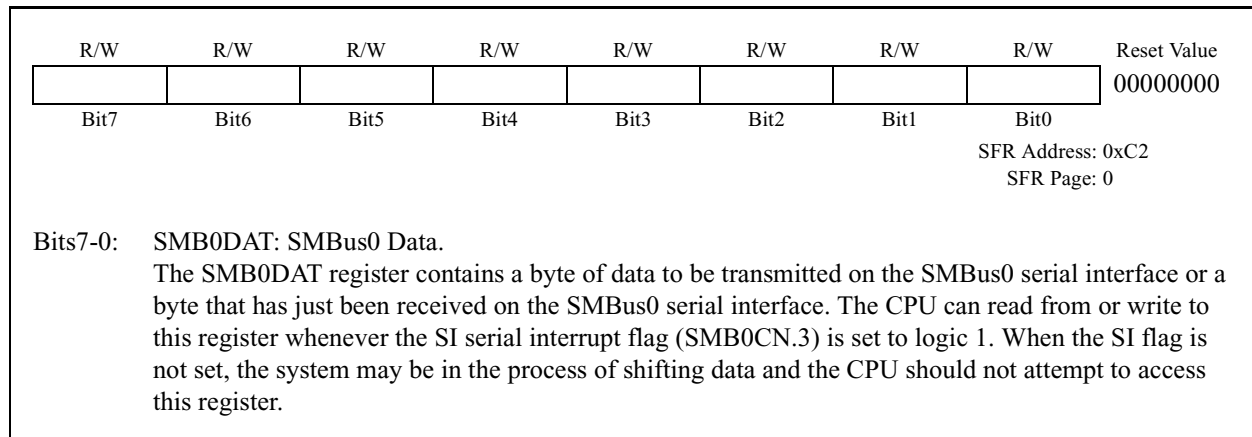 R/W R/W R/W R/W R/W R/W R/W R/W Reset Value
00000000
Bit7 Bit6 Bit5 Bit4 Bit3 Bit2 Bit1 Bit0
SFR Address: 0xC2
SFR Page: 0
Bits7-0: SMB0DAT: SMBus0 Data.
The SMB0DAT register contains a byte of data to be transmitted on the SMBus0 serial interface or a
byte that has just been received on the SMBus0 serial interface. The CPU can read from or write to
this register whenever the SI serial interrupt flag (SMB0CN.3) is set to logic 1. When the SI flag is
not set, the system may be in the process of shifting data and the CPU should not attempt to access
this register.